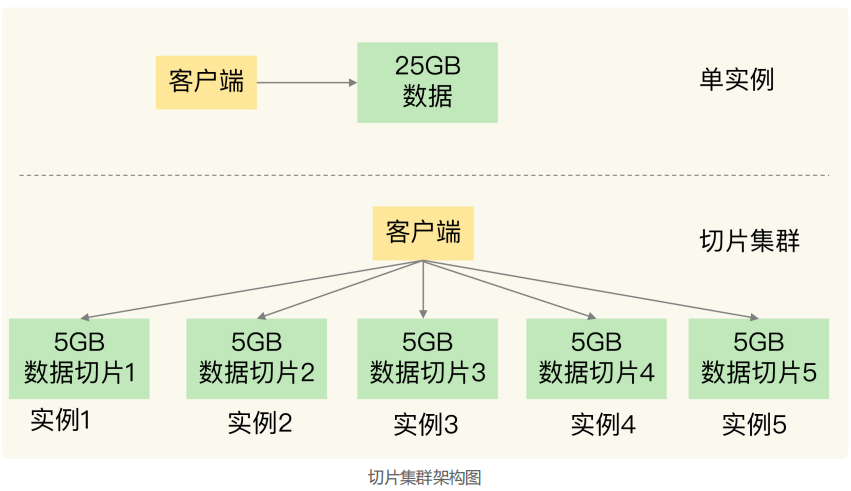 客户端
25GB
数据
单实例
客户端
切片集群
5GB
数据切片1
5GB
数据切片2
5GB
数据切片3
5GB
数据切片4
5GB
数据切片5
实例1
实例2
实例3
实例4
实例5
切片集群架构图